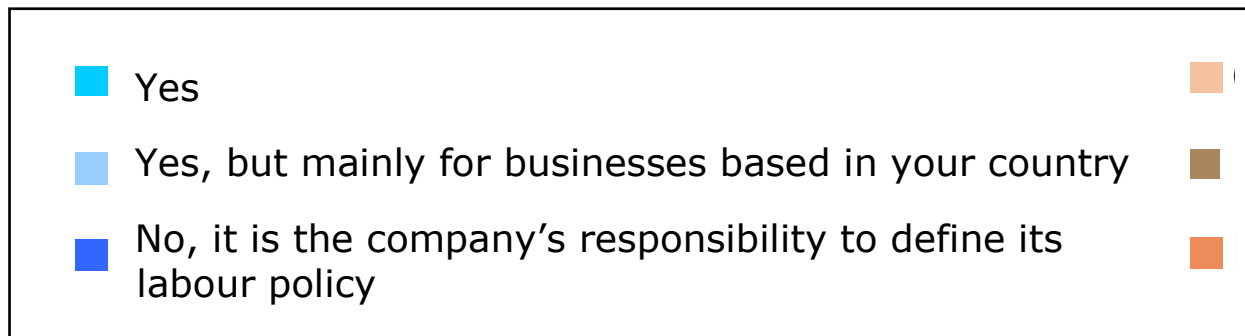 Yes
Yes, but mainly for businesses based in your country
No, it is the company’s responsibility to define its
labour policy